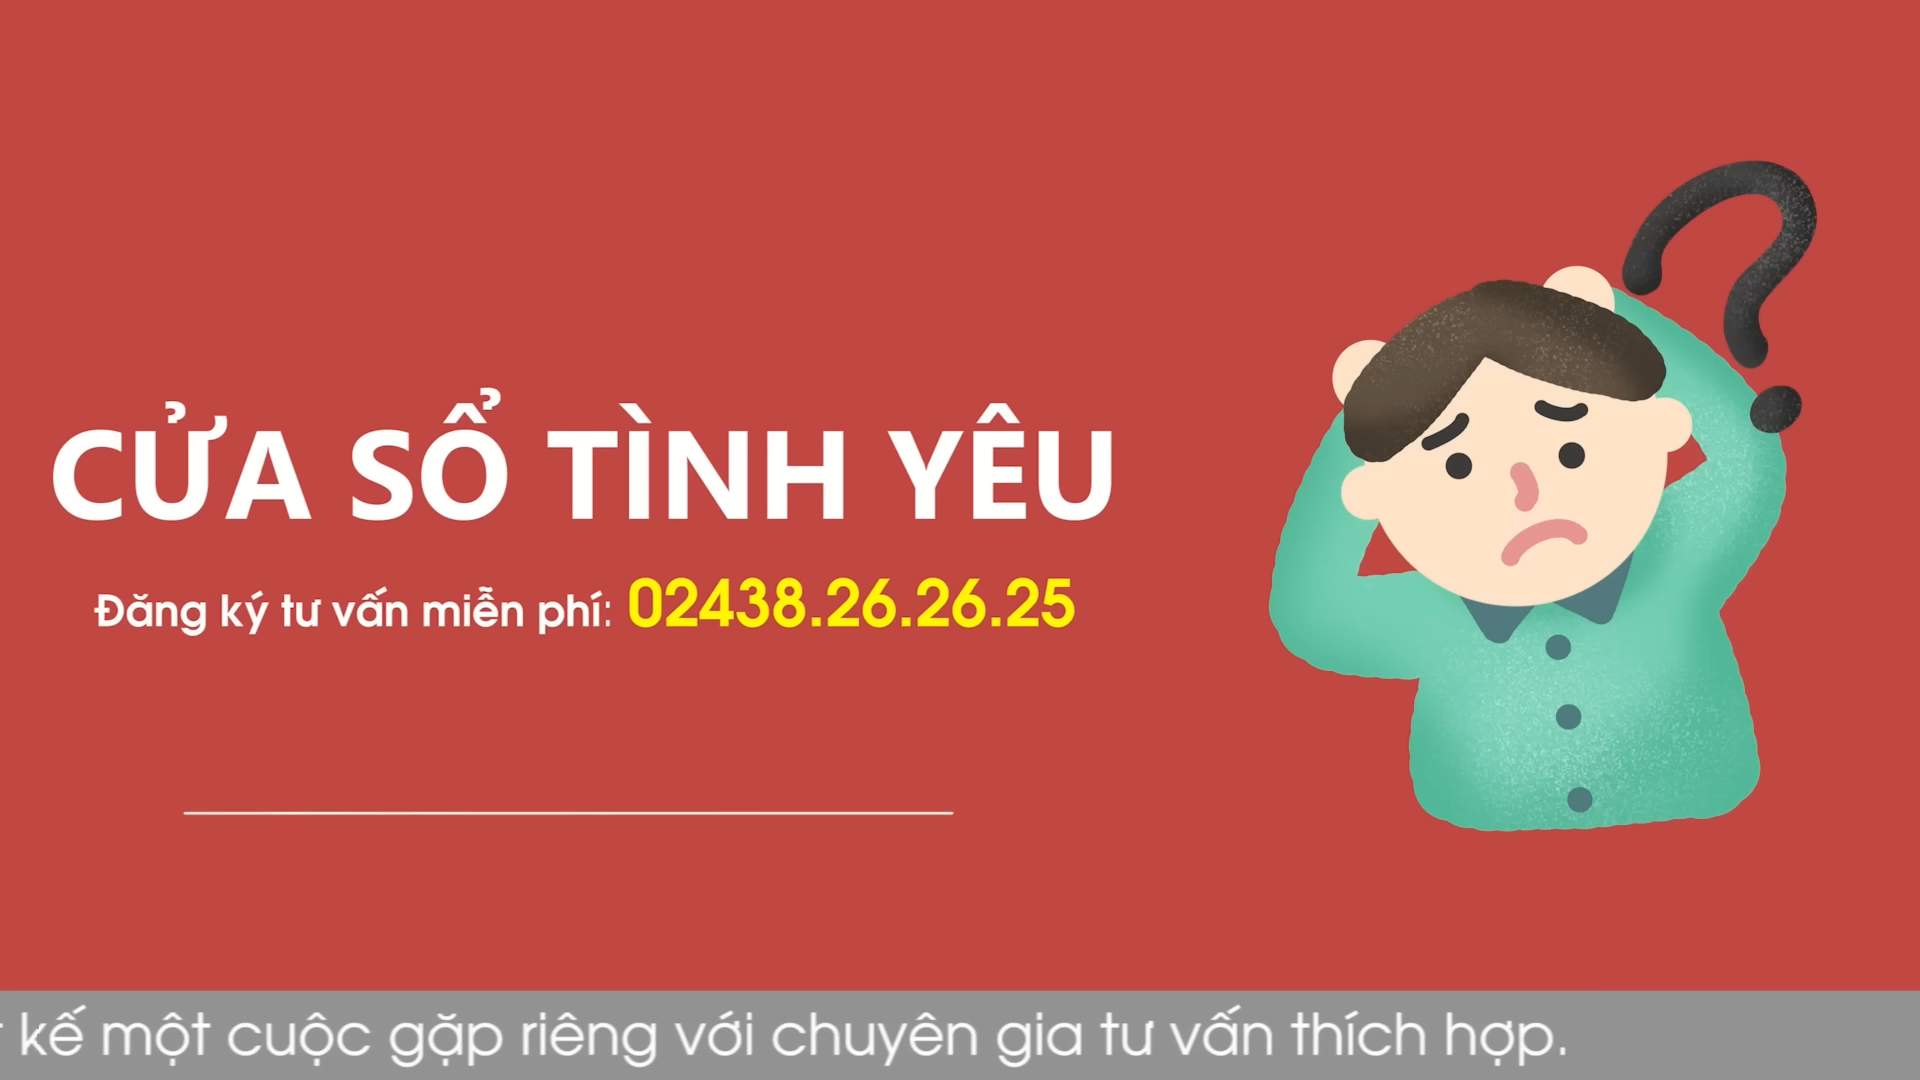 CỬA SỔ TÌNH YÊU
Đăng ký tư vấn miễn phí: 02438.26.26.25
kế một cuộc gặp riêng với chuyên gia tư vấn thích hợp.